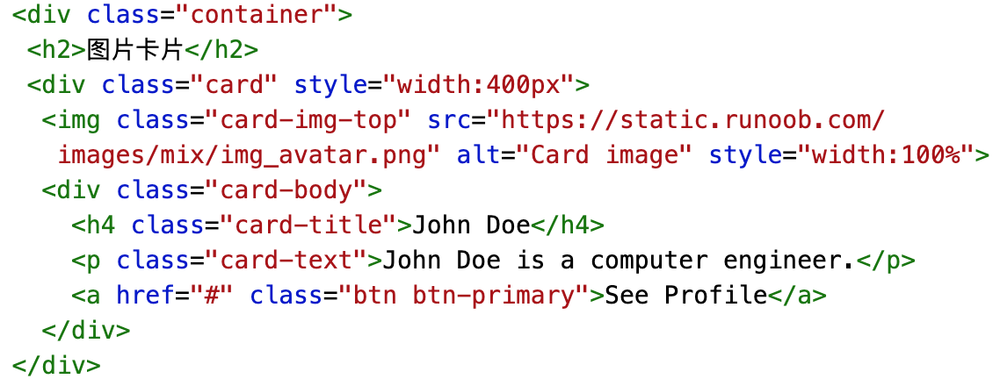 <div class="container">
<h2>图片卡片</h2>
<div class="card" style="width:400px">
<img class="card-img-top" src="https://static.runoob.com/
images/mix/img_avatar.png" alt="Card image" style="width:100%">
<div class="card-body">
<h4 class="card-title">John Doe</h4>
<p class="card-text">John Doe is a computer engineer.</p>
<a href="#" class="btn btn-primary">See Profile</a>
</div>
</div>